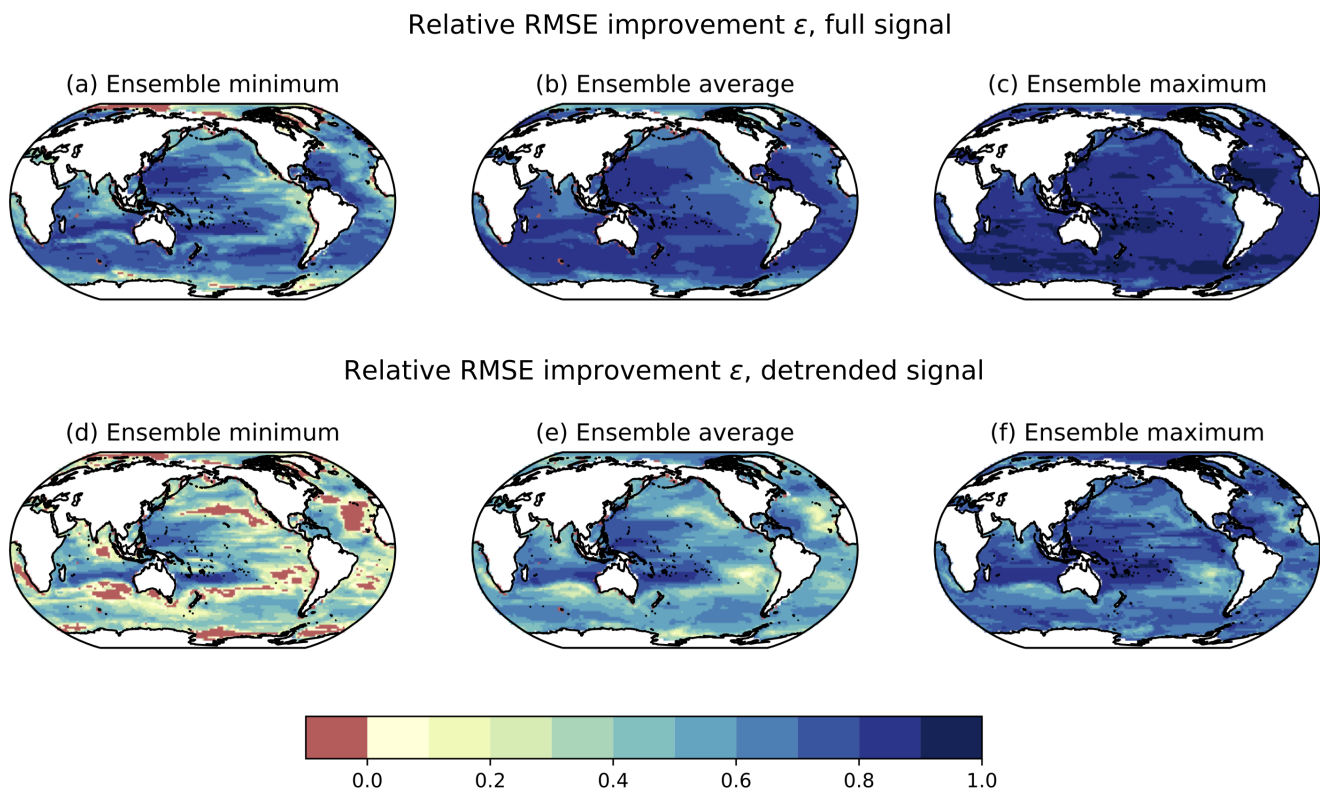 Relative RMSE improvement ε, full signal
(a) Ensemble minimum
(b) Ensemble average
(c) Ensemble maximum
Relative RMSE improvement ε, detrended signal
(d) Ensemble minimum
(e) Ensemble average
(f) Ensemble maximum
0.0 0.2 0.4 0.6 0.8 1.0